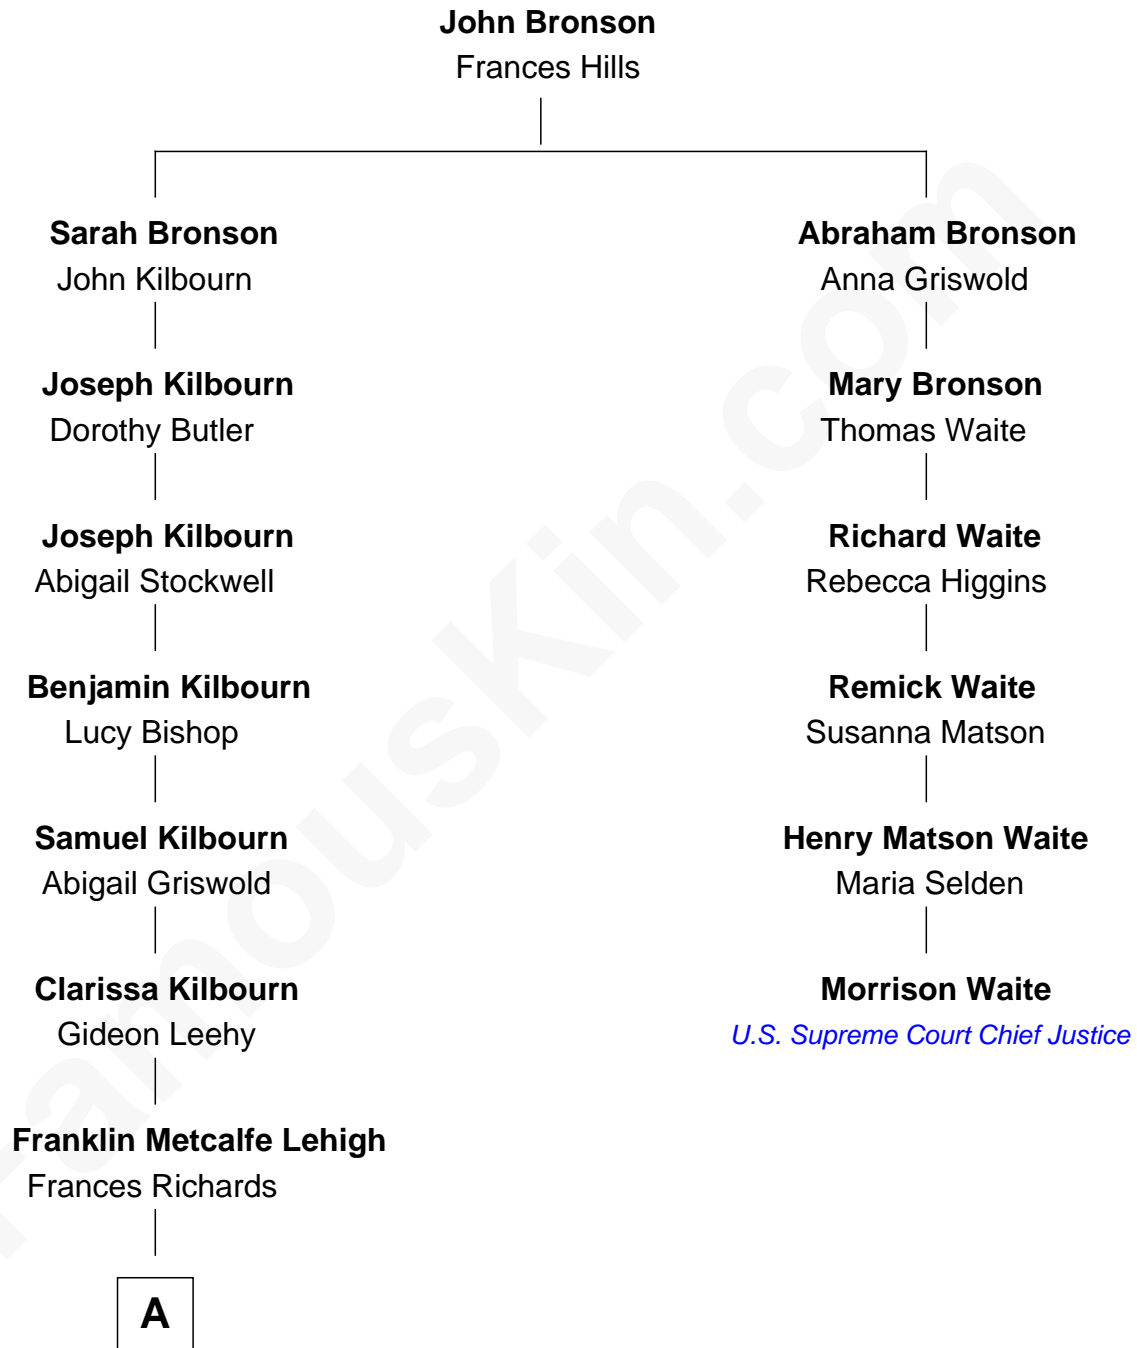 John Bronson
Frances Hills
Sarah Bronson
John Kilbourn
Abraham Bronson
Anna Griswold
Joseph Kilbourn
Dorothy Butler
Mary Bronson
Thomas Waite
Joseph Kilbourn
Abigail Stockwell
Richard Waite
Rebecca Higgins
Benjamin Kilbourn
Lucy Bishop
Remick Waite
Susanna Matson
Samuel Kilbourn
Abigail Griswold
Henry Matson Waite
Maria Selden
Clarissa Kilbourn
Gideon Leehy
Morrison Waite
U.S. Supreme Court Chief Justice
Franklin Metcalfe Lehigh
Frances Richards
A
FamousKin.com